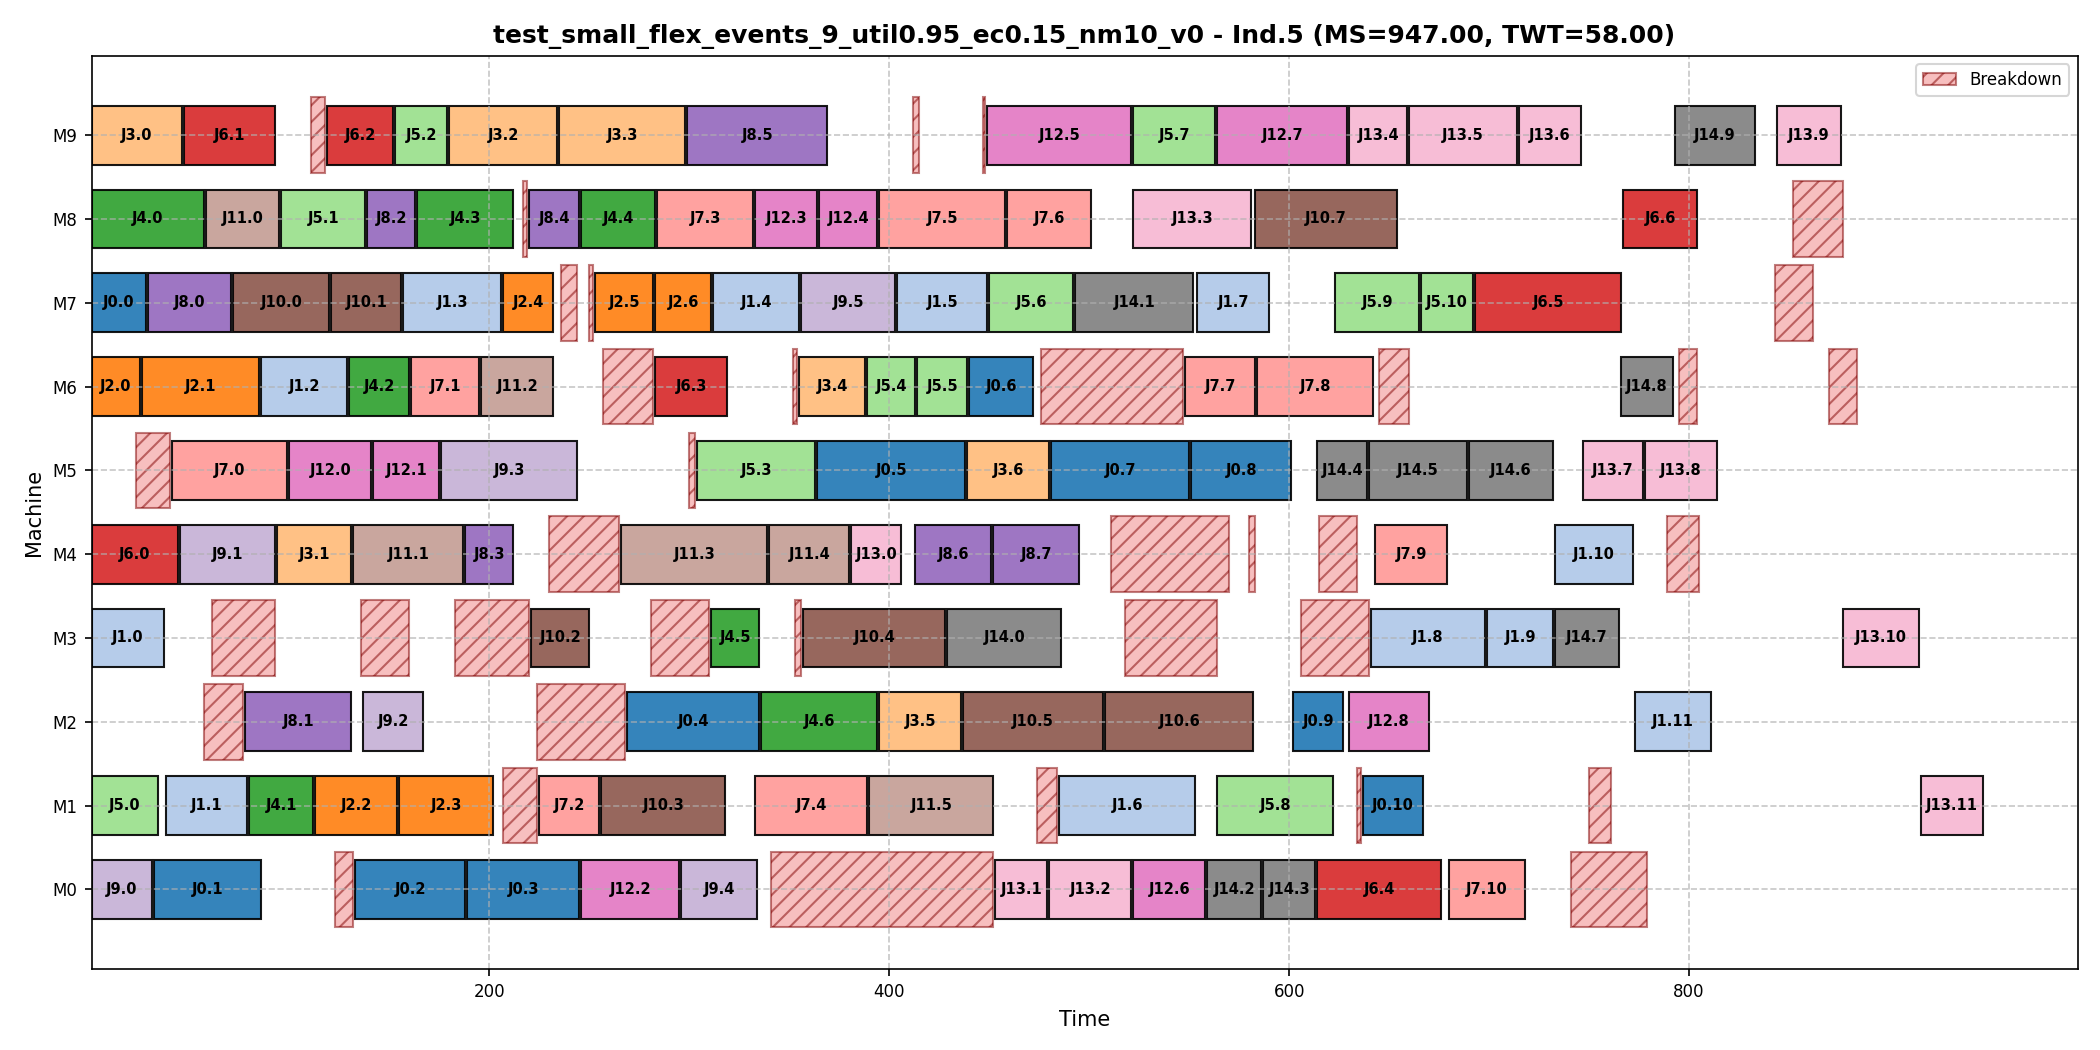 test_small_flex_events_9_util0.95_ec0.15_nm10_v0 - Ind.5 (MS=947.00, TWT=58.00)
Breakdown
M9 J3.0 J6.1 J6.2 J5.2 J3.2 J3.3 J8.5 J12.5 J5.7 J12.7 J13.4 J13.5 J13.6 J14.9 J13.9
M8 J4.0 J11.0 J5.1 J8.2 J4.3 J8.4 J4.4 J7.3 J12.3 J12.4 J7.5 J7.6 J13.3 J10.7 J6.6
M7 J0.0 J8.0 J10.0 J10.1 J1.3 J2.4 J2.5 J2.6 J1.4 J9.5 J1.5 J5.6 J14.1 J1.7 J5.9 J5.10 J6.5
M6 J2.0 J2.1 J1.2 J4.2 J7.1 J11.2 J6.3 J3.4 J5.4 J5.5 J0.6 J7.7 J7.8 J14.8
M5 J7.0 J12.0 J12.1 J9.3 J5.3 J0.5 J3.6 J0.7 J0.8 J14.4 J14.5 J14.6 J13.7 J13.8
M4 J6.0 J9.1 J3.1 J11.1 J8.3 J11.3 J11.4 J13.0 J8.6 J8.7 J7.9 J1.10
M3 J1.0 J10.2 J4.5 J10.4 J14.0 J1.8 J1.9 J14.7 J13.10
M2 J8.1 J9.2 J0.4 J4.6 J3.5 J10.5 J10.6 J0.9 J12.8 J1.11
M1 J5.0 J1.1 J4.1 J2.2 J2.3 J7.2 J10.3 J7.4 J11.5 J1.6 J5.8 J0.10 J13.11
M0 J9.0 J0.1 J0.2 J0.3 J12.2 J9.4 J13.1 J13.2 J12.6 J14.2 J14.3 J6.4 J7.10
Machine
200 400 600 800
Time